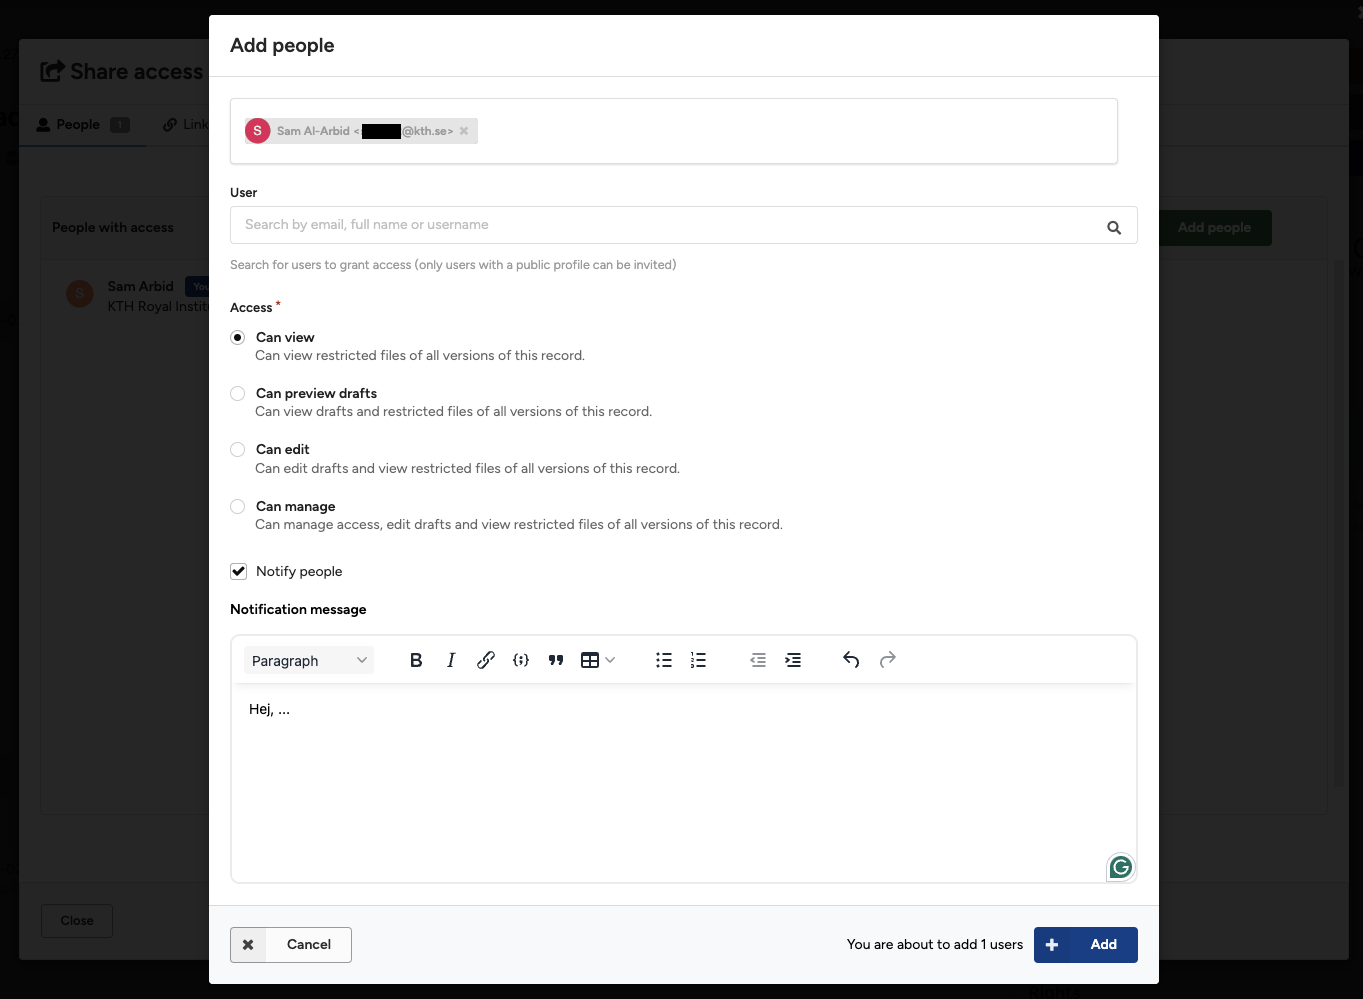 Add people
Share access
People 1 Link
Sam Al-Arbid < @kth.se>
User
Search by email, full name or username
Search for users to grant access (only users with a public profile can be invited)
People with access
Add people
S Sam Arbid You
KTH Royal Institu
Access *
Can view
Can view restricted files of all versions of this record.
Can preview drafts
Can view drafts and restricted files of all versions of this record.
Can edit
Can edit drafts and view restricted files of all versions of this record.
Can manage
Can manage access, edit drafts and view restricted files of all versions of this record.
Notify people
Notification message
Paragraph B I
Hej, ...
G
Close
Cancel
You are about to add 1 users
Add
Rights